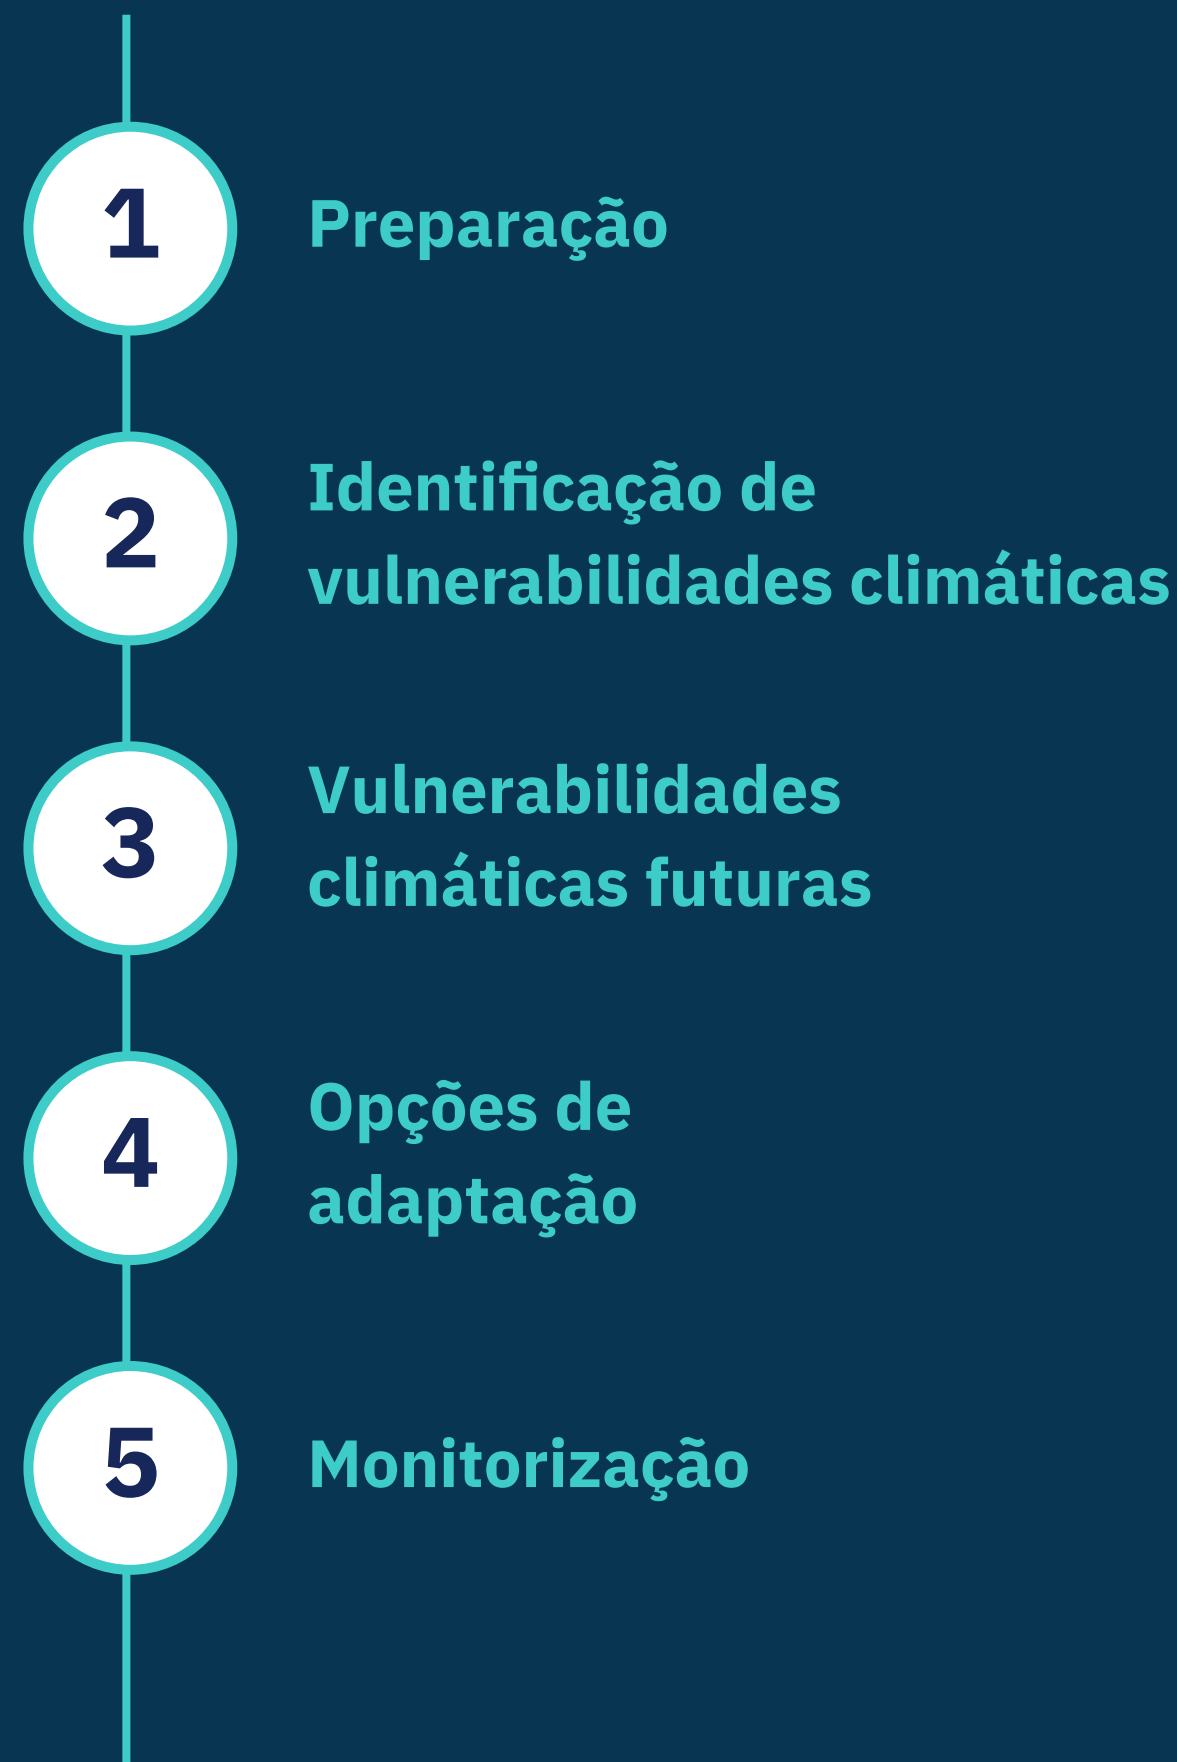 1
Preparação
2
Identificação de
vulnerabilidades climáticas
3
Vulnerabilidades
climáticas futuras
4
Opções de
adaptação
5
Monitorização